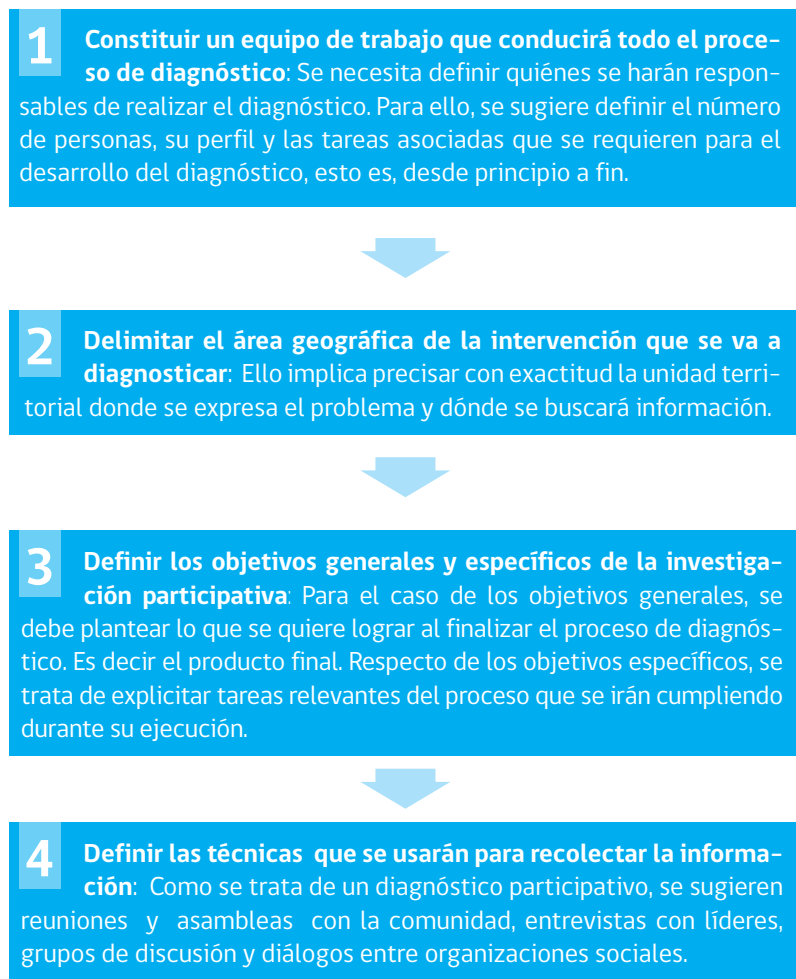 1 Constituir un equipo de trabajo que conducirá todo el proce-
so de diagnóstico: Se necesita definir quiénes se harán respon-
sables de realizar el diagnóstico. Para ello, se sugiere definir el número
de personas, su perfil y las tareas asociadas que se requieren para el
desarrollo del diagnóstico, esto es, desde principio a fin.
2 Delimitar el área geográfica de la intervención que se va a
diagnosticar: Ello implica precisar con exactitud la unidad terri-
torial donde se expresa el problema y dónde se buscará información.
3 Definir los objetivos generales y específicos de la investiga-
ción participativa: Para el caso de los objetivos generales, se
debe plantear lo que se quiere lograr al finalizar el proceso de diagnós-
tico. Es decir el producto final. Respecto de los objetivos específicos, se
trata de explicitar tareas relevantes del proceso que se irán cumpliendo
durante su ejecución.
4 Definir las técnicas que se usarán para recolectar la informa-
ción: Como se trata de un diagnóstico participativo, se sugieren
reuniones y asambleas con la comunidad, entrevistas con líderes,
grupos de discusión y diálogos entre organizaciones sociales.